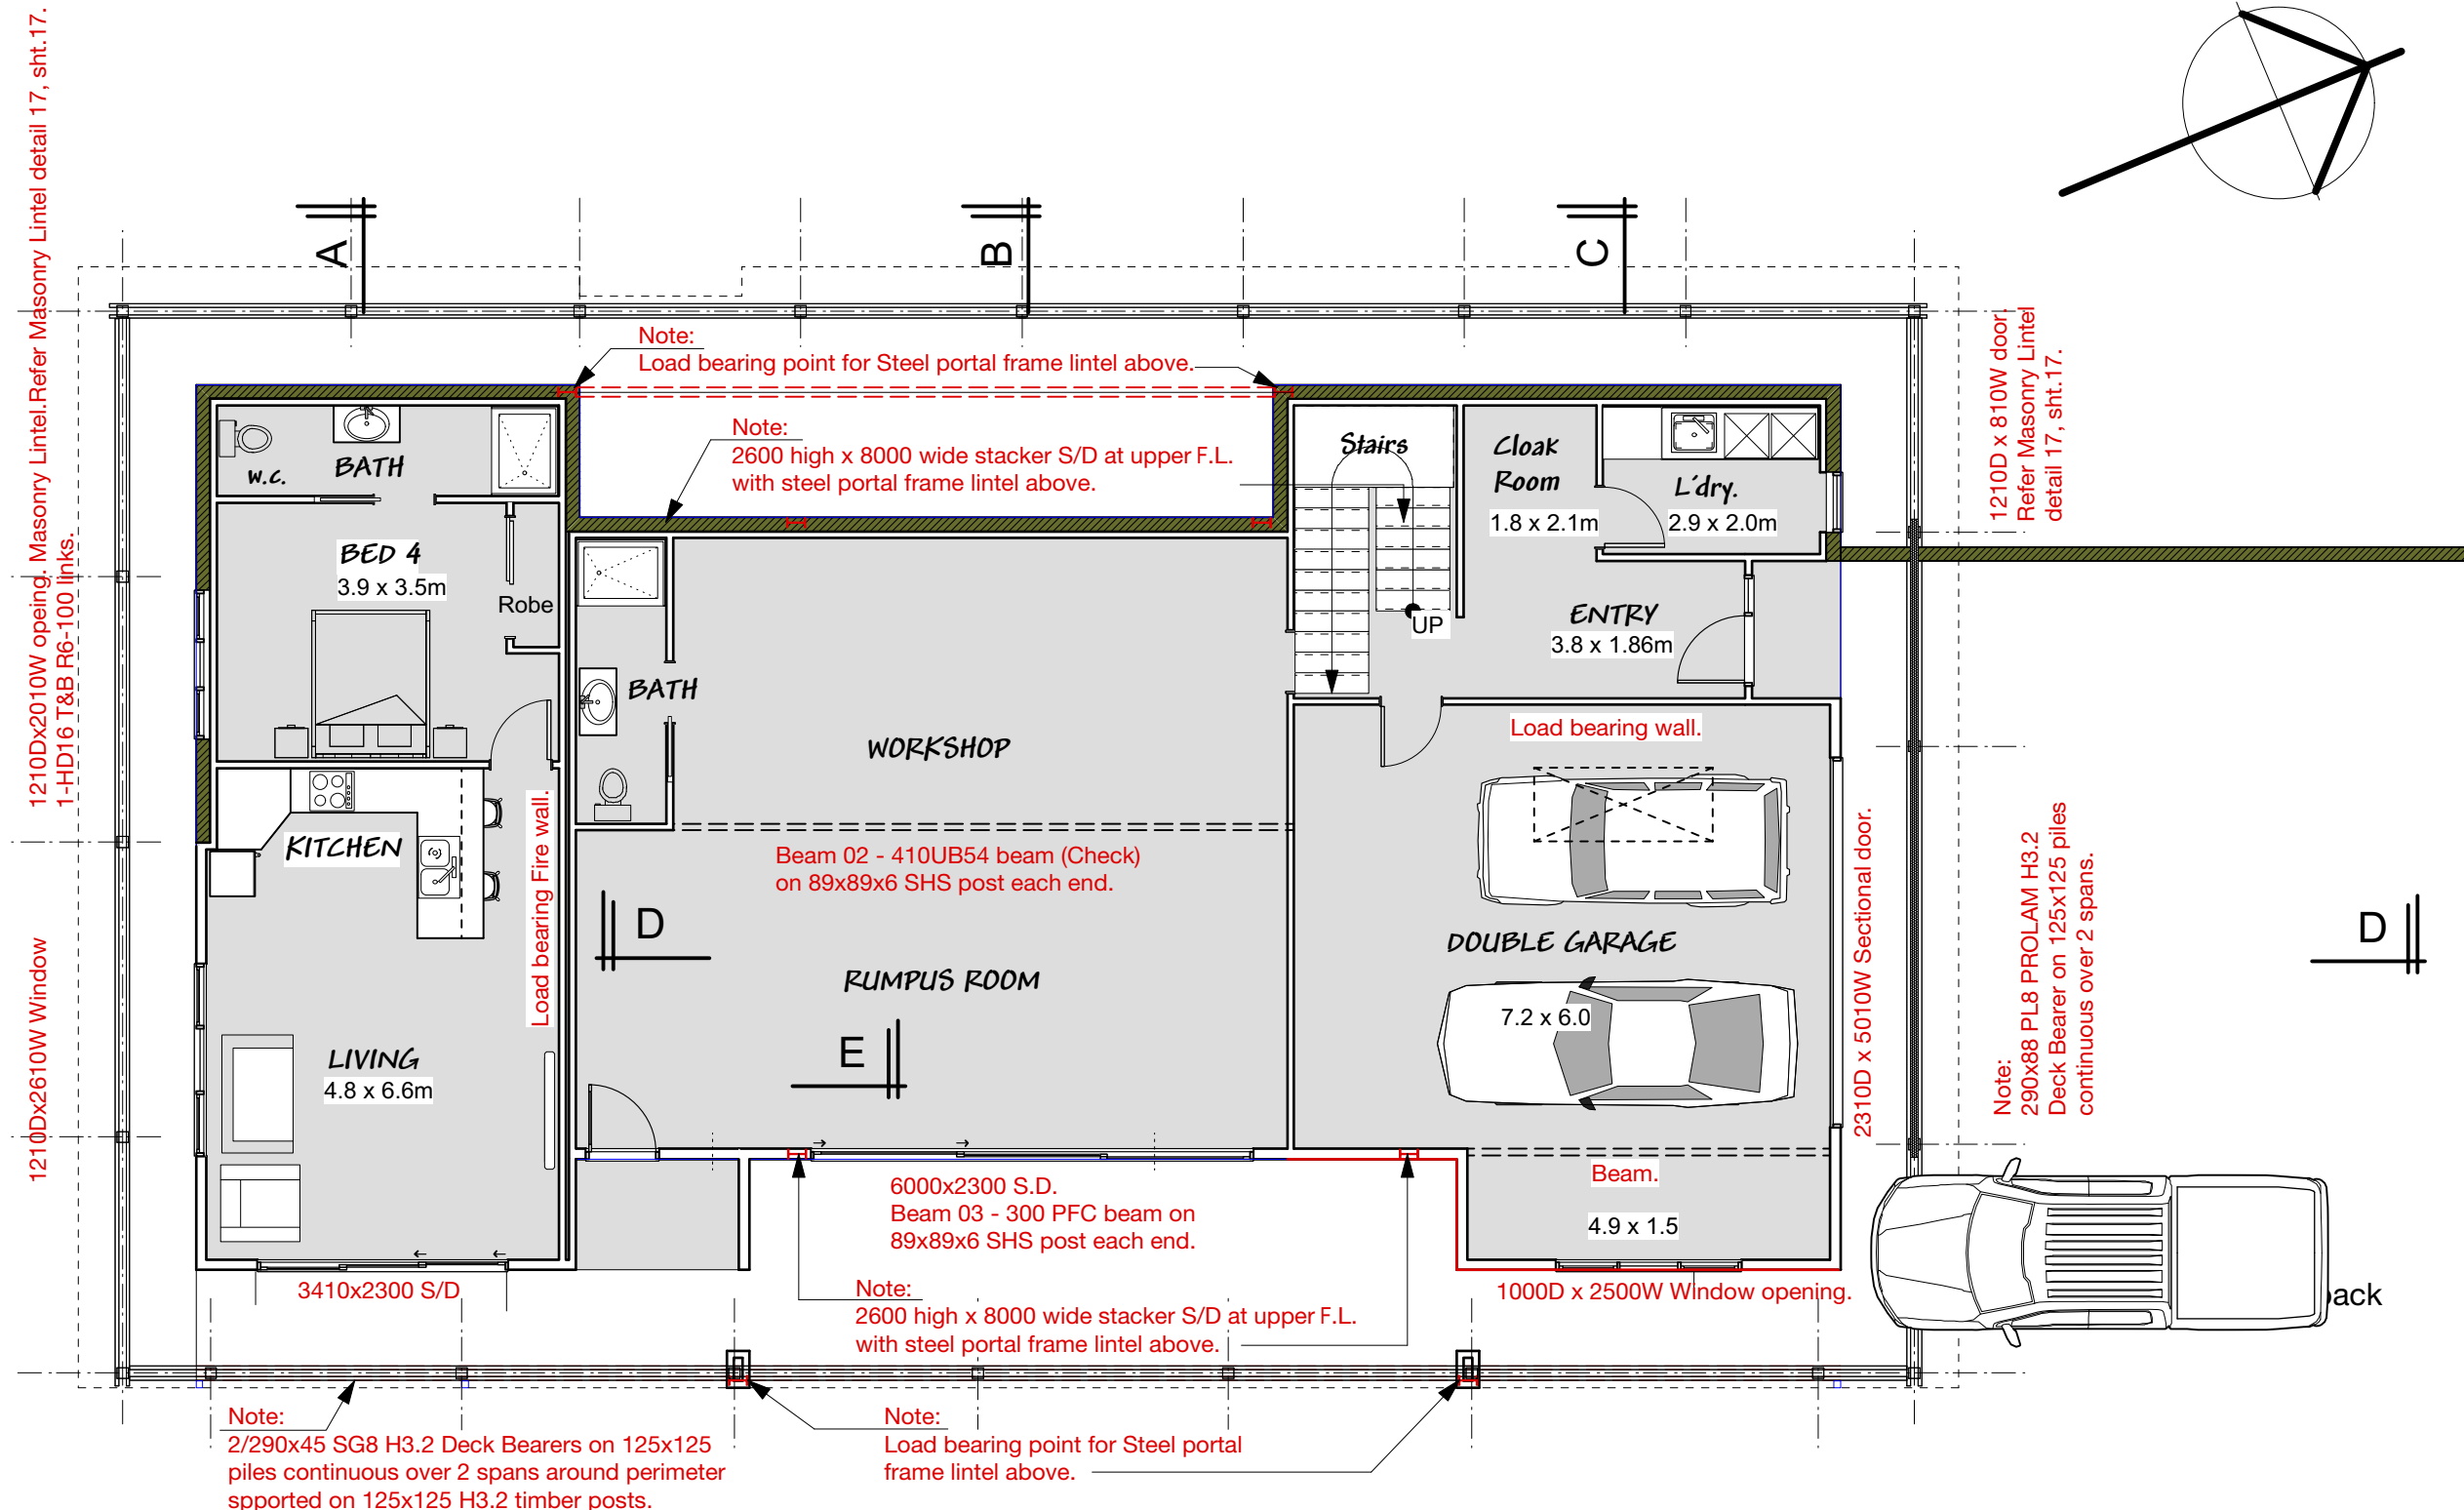 1210Dx2010W opeing. Masonry Lintel.Refer Masonry Lintel detail 17, sht.17.
1-HD16 T&B R6-100 links.
1210Dx2610W Window
A
B
C
Note:
Load bearing point for Steel portal frame lintel above.
Note:
2600 high x 8000 wide stacker S/D at upper F.L.
with steel portal frame lintel above.
1210D x 810W door.
Refer Masonry Lintel
detail 17, sht.17.
W.C.
BATH
Stairs
Cloak
Room
1.8 x 2.1m
L'dry.
2.9 x 2.0m
BED 4
3.9 x 3.5m
Robe
UP
ENTRY
3.8 x 1.86m
BATH
WORKSHOP
Load bearing wall.
KITCHEN
Load bearing Fire wall.
Beam 02 - 410UB54 beam (Check)
on 89x89x6 SHS post each end.
D
RUMPUS ROOM
DOUBLE GARAGE
7.2 x 6.0
2310D x 5010W Sectional door.
Note:
290x88 PL8 PROLAM H3.2
Deck Bearer on 125x125 piles
continuous over 2 spans.
D
E
LIVING
4.8 x 6.6m
Beam.
4.9 x 1.5
6000x2300 S.D.
Beam 03 - 300 PFC beam on
89x89x6 SHS post each end.
3410x2300 S/D
Note:
2600 high x 8000 wide stacker S/D at upper F.L.
with steel portal frame lintel above.
1000D x 2500W Window opening.
ack
Note:
2/290x45 SG8 H3.2 Deck Bearers on 125x125
piles continuous over 2 spans around perimeter
spported on 125x125 H3.2 timber posts.
Note:
Load bearing point for Steel portal
frame lintel above.